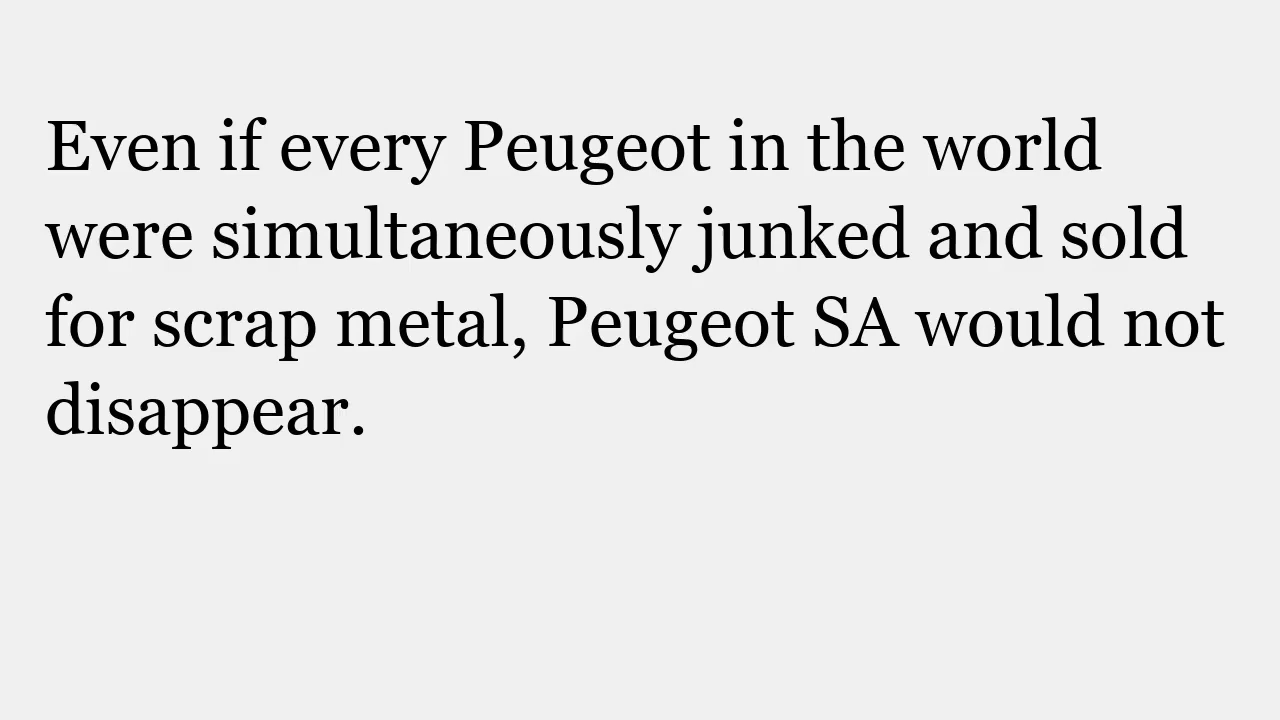 Even if every Peugeot in the world
were simultaneously junked and sold
for scrap metal, Peugeot SA would not
disappear.